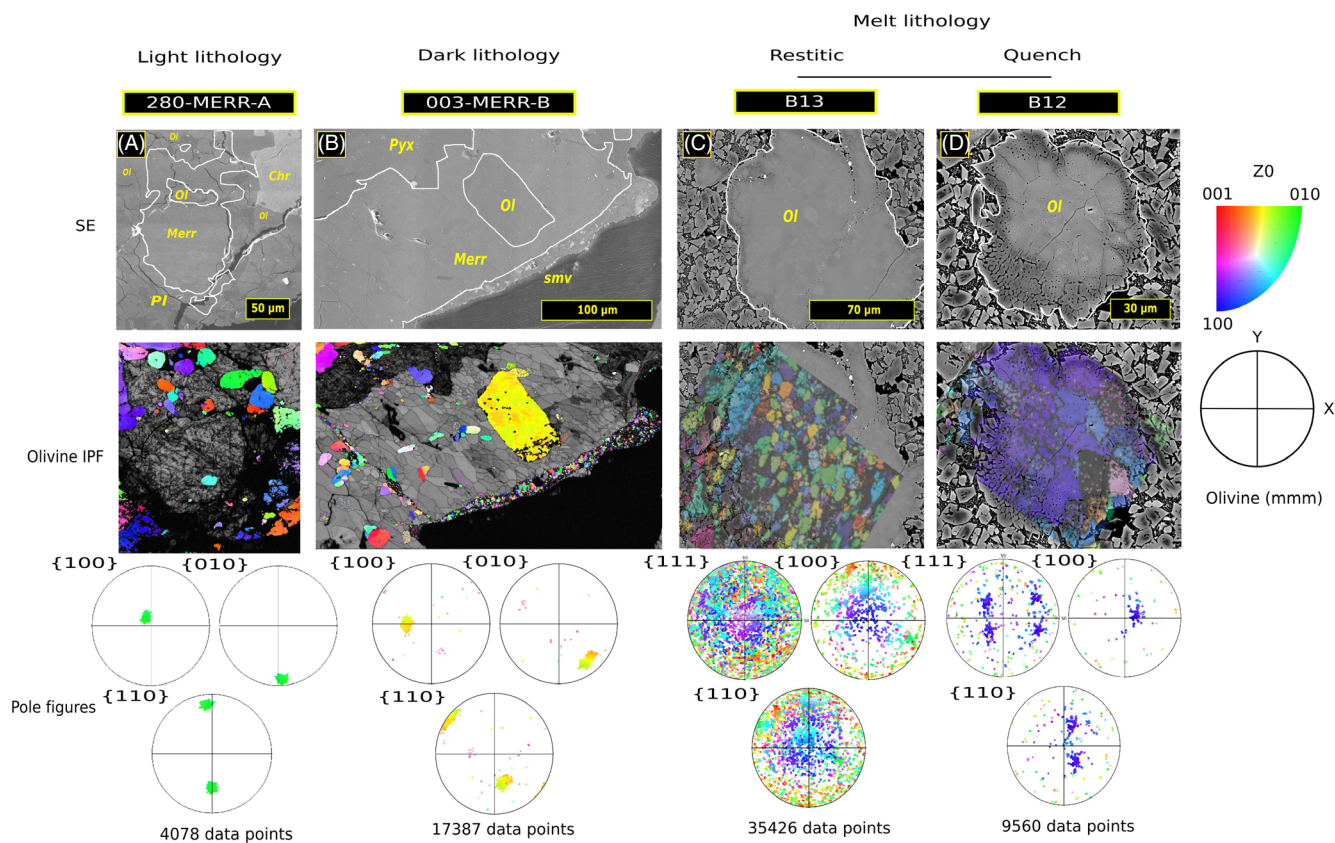 Melt lithology
Light lithology
Dark lithology
Restitic
Quench
280-MERR-A
003-MERR-B
B13
B12
SE
(A)
Ol
Ol
Ol
Chr
Ol
Merr
Pl
50 µm
(B)
Pyx
Ol
Merr
smv
100 µm
(C)
Ol
70 µm
(D)
Ol
30 µm
Z0
001
010
100
Y
X
Olivine (mmm)
Olivine IPF
{100}
{010}
{100}
{010}
{111}
{100}
{111}
{100}
Pole figures
{110}
{110}
{110}
{110}
4078 data points
17387 data points
35426 data points
9560 data points